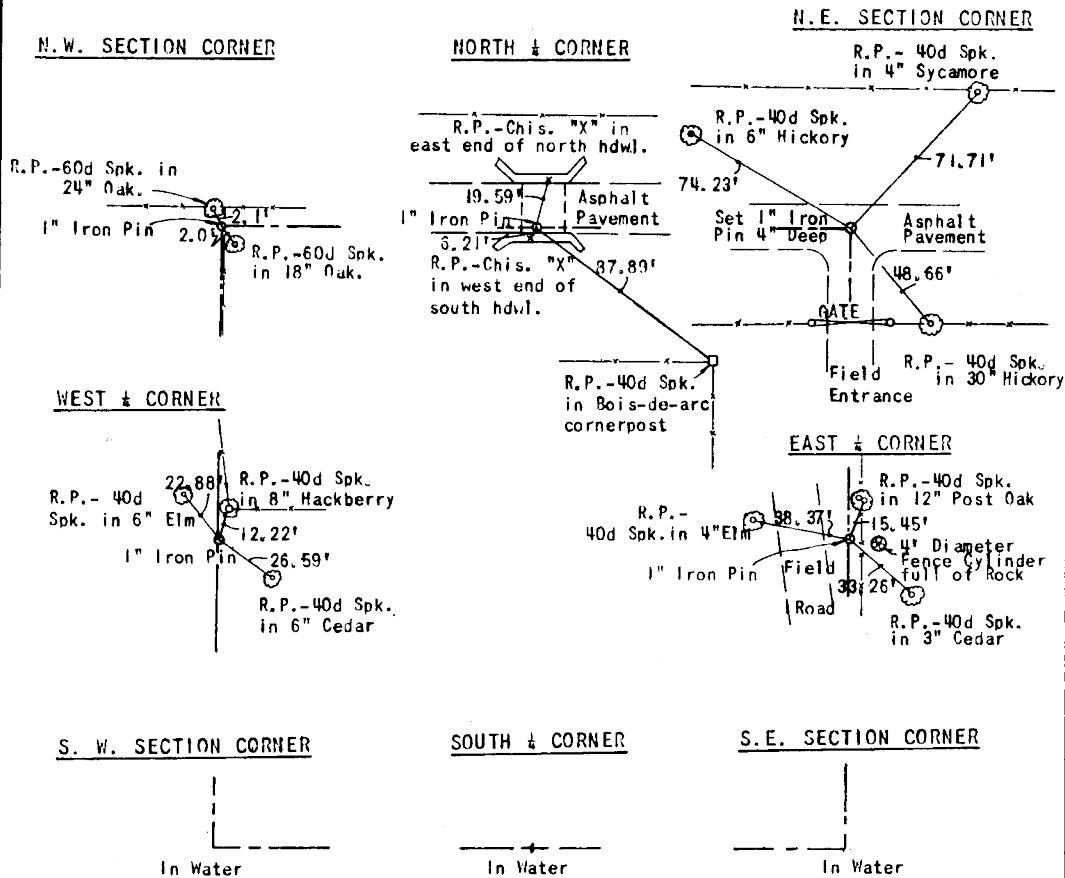 N.W. SECTION CORNER
R.P.-60d Spk. in
24" Oak.
2.1'
1" Iron Pin
2.0'
R.P.-60d Spk.
in 18" Oak.
NORTH ¼ CORNER
R.P.-Chis. "X" in
east end of north hdwl.
19.59'
Asphalt
Pavement
1" Iron Pin
6.21'
R.P.-Chis. "X"
in west end of
south hdwl.
87.89'
R.P.-40d Spk.
in Bois-de-arc
cornerpost
N.E. SECTION CORNER
R.P.- 40d Spk.
in 4" Sycamore
R.P.-40d Spk.
in 6" Hickory
71.71'
74.23'
Set 1" Iron
Pin 4" Deep
Asphalt
Pavement
48.66'
GATE
R.P.- 40d Spk.
in 30" Hickory
Field
Entrance
WEST ¼ CORNER
22.88'
R.P.-40d Spk.
in 8" Hackberry
R.P.- 40d
Spk. in 6" Elm
12.22'
1" Iron Pin
26.59'
R.P.-40d Spk.
in 6" Cedar
EAST ¼ CORNER
R.P.-40d Spk.
in 12" Post Oak
R.P.-
40d Spk.in 4"Elm
38.37'
15.45'
4' Diameter
Fence Cylinder
full of Rock
1" Iron Pin
Field
Road
33.26'
R.P.-40d Spk.
in 3" Cedar
S. W. SECTION CORNER
In Water
SOUTH ¼ CORNER
In Water
S.E. SECTION CORNER
In Water